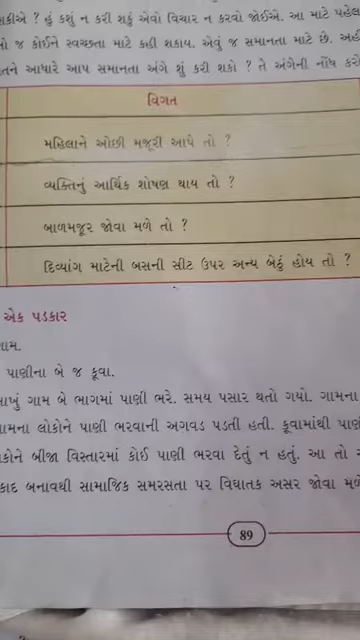 શકીએ ? હું કશું ન કરી શકું એવો વિચાર ન કરવો જોઈએ. આ માટે પહેલ
તો જ કોઈને સ્વચ્છતા માટે કહી શકાય. એવું જ સમાનતા માટે છે. અહીં
તને આધારે આપ સમાનતા અંગે શું કરી શકો ? તે અંગેની નોંધ કરો
વિગત
મહિલાને ઓછી મજૂરી આપે તો ?
વ્યક્તિનું આર્થિક શોષણ થાય તો ?
બાળમજૂર જોવા મળે તો ?
દિવ્યાંગ માટેની બસની સીટ ઉપર અન્ય બેઠું હોય તો ?
એક પડકાર
ગામ.
પાણીના બે જ કૂવા.
આખું ગામ બે ભાગમાં પાણી ભરે. સમય પસાર થતો ગયો. ગામના
ગામના લોકોને પાણી ભરવાની અગવડ પડતી હતી. કૂવામાંથી પાણી
કોને બીજા વિસ્તારમાં કોઈ પાણી ભરવા દેતું ન હતું. આ તો
કાદ બનાવથી સામાજિક સમરસતા પર વિઘાતક અસર જોવા મળે
89